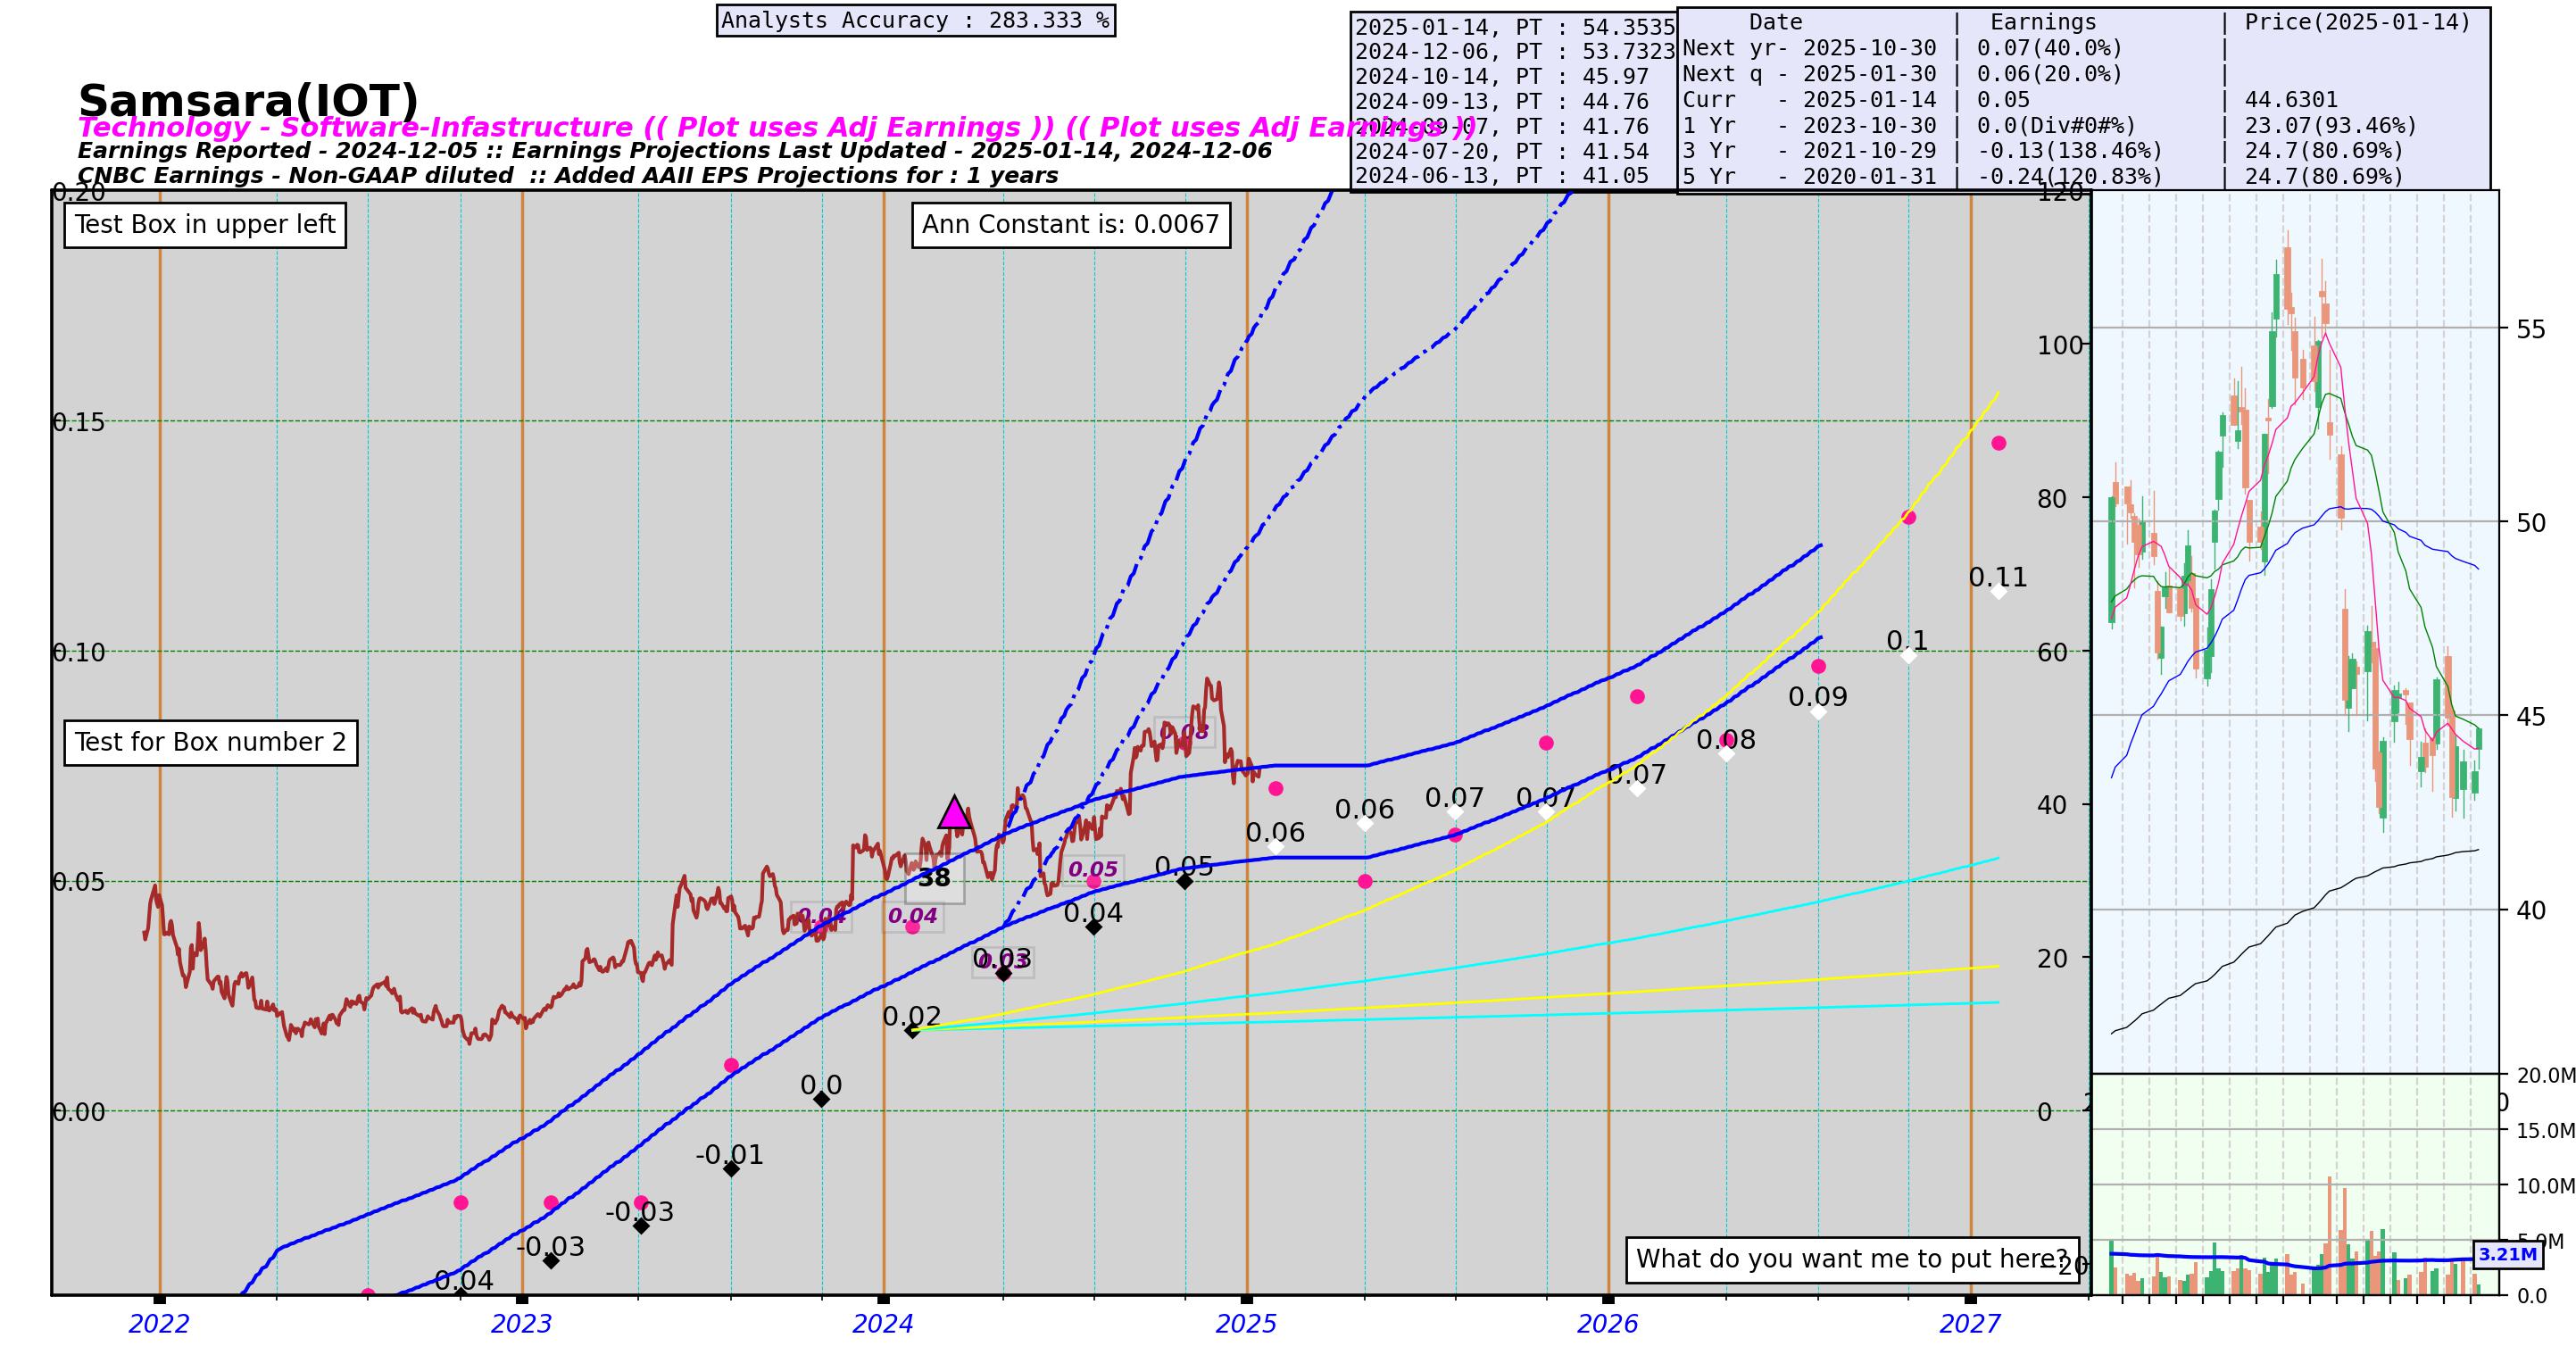 Analysts Accuracy : 283.333 %
2025-01-14, PT : 54.3535
2024-12-06, PT : 53.7323
2024-10-14, PT : 45.97
2024-09-13, PT : 44.76
2024-09-07, PT : 41.76
2024-07-20, PT : 41.54
2024-06-13, PT : 41.05
Date | Earnings | Price(2025-01-14)
Next yr- 2025-10-30 | 0.07(40.0%) |
Next q - 2025-01-30 | 0.06(20.0%) |
Curr - 2025-01-14 | 0.05 | 44.6301
1 Yr - 2023-10-30 | 0.0(Div#0#%) | 23.07(93.46%)
3 Yr - 2021-10-29 | -0.13(138.46%) | 24.7(80.69%)
5 Yr - 2020-01-31 | -0.24(120.83%) | 24.7(80.69%)
Samsara(IOT)
Technology - Software-Infastructure (( Plot uses Adj Earnings )) (( Plot uses Adj Earnings ))
Earnings Reported - 2024-12-05 :: Earnings Projections Last Updated - 2025-01-14, 2024-12-06
CNBC Earnings - Non-GAAP diluted :: Added AAII EPS Projections for : 1 years
0.20
120
Test Box in upper left
Ann Constant is: 0.0067
55
100
0.15
80
50
0.11
0.10
0.1
60
0.09
45
0.08
0.08
Test for Box number 2
0.07
0.07
0.07
0.06
0.06
40
0.05
0.05
38
0.05
0.04
0.04
0.04
40
0.03
0.03
20
0.02
20.0M
0.0
0.00
0
15.0M
-0.01
10.0M
-0.03
-0.03
5.0M
3.21M
0.04
What do you want me to put here?
−20
0.0
2022
2023
2024
2025
2026
2027